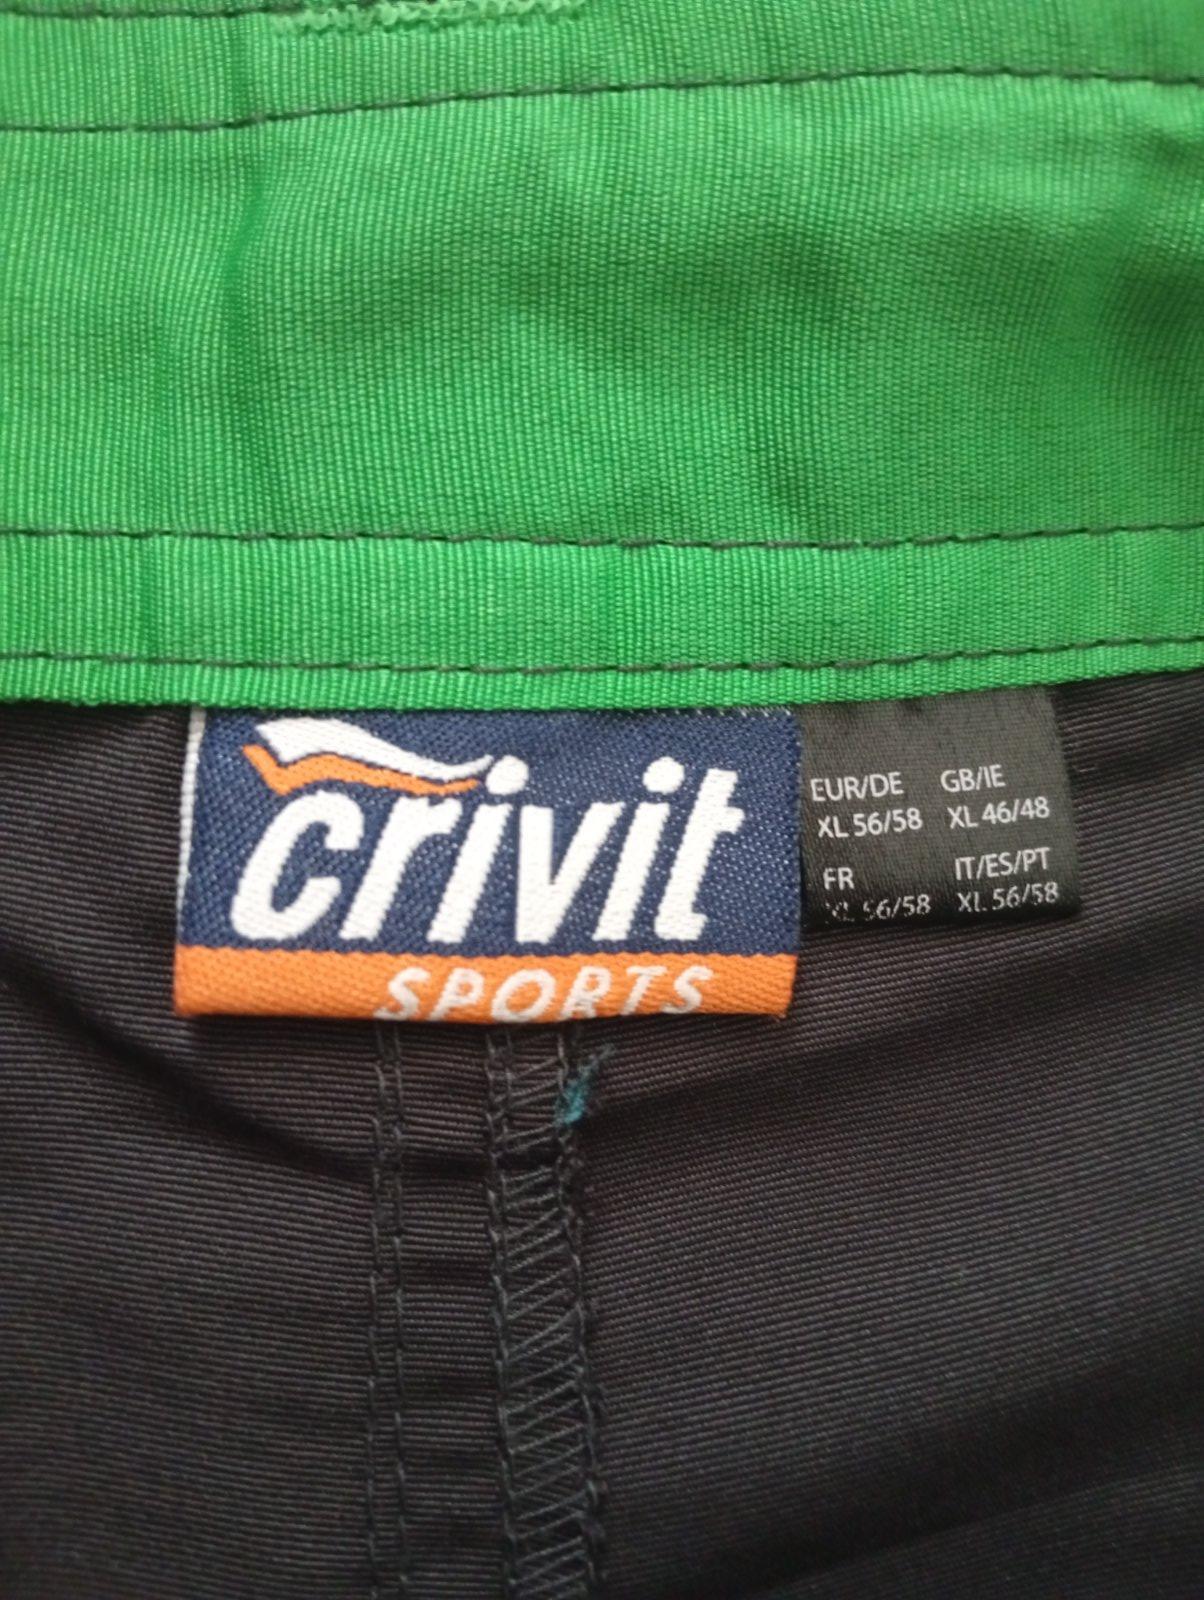 crivit
SPORTS
EUR/DE GB/IE
XL 56/58 XL 46/48
FR IT/ES/PT
XL 56/58 XL 56/58